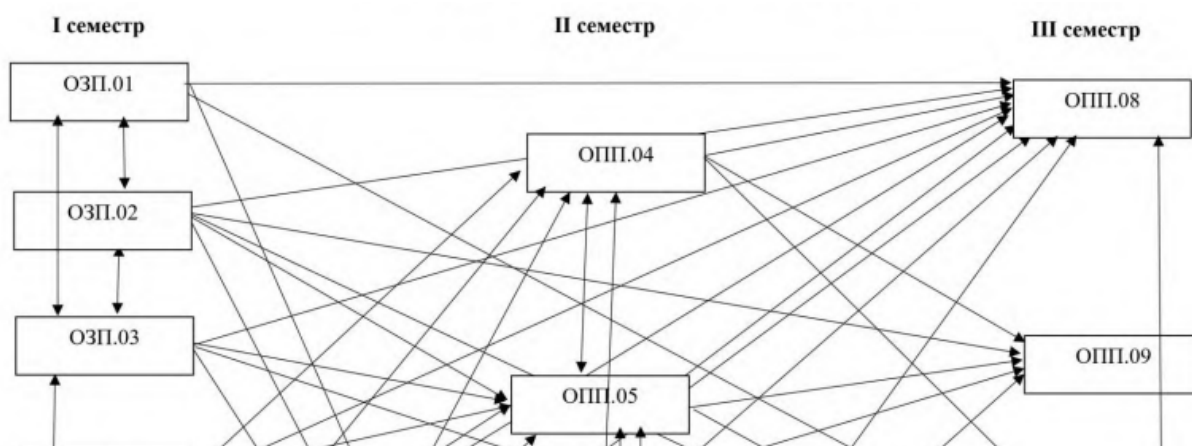 I семестр
II семестр
III семестр
ОЗП.01
ОПП.08
ОПП.04
ОЗП.02
ОЗП.03
ОПП.09
ОПП.05